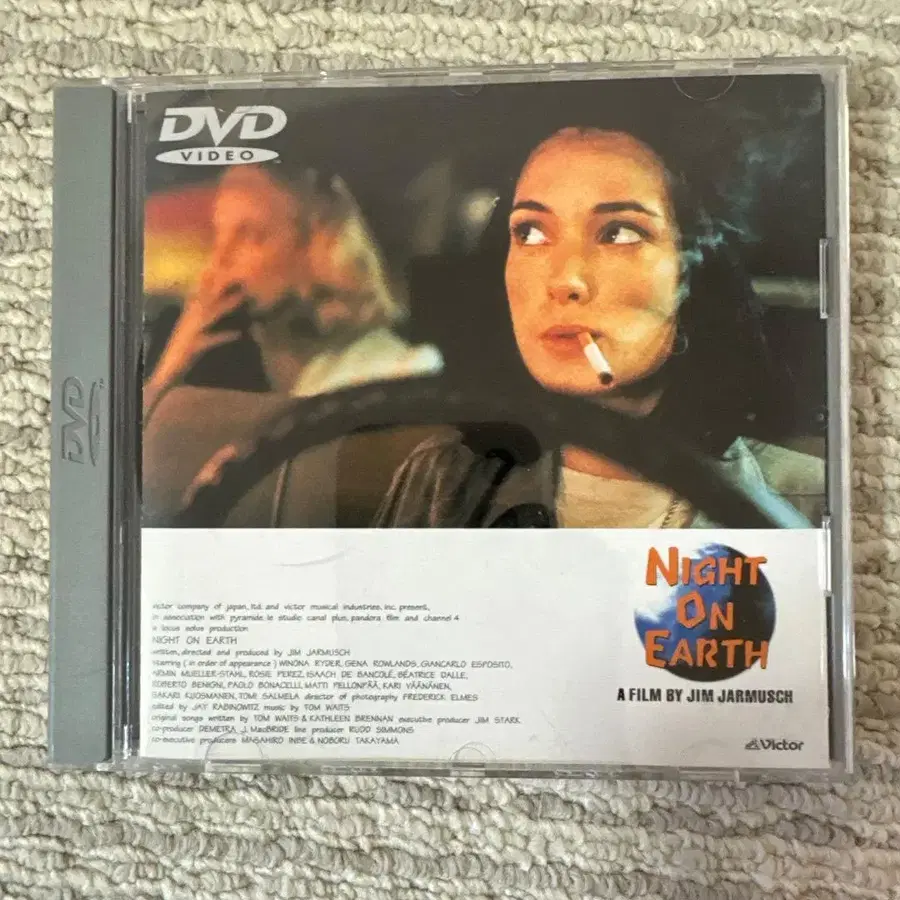 DVD
VIDEO
DVD
victor company of japan, ltd. and victor musical industries, inc. present,
in association with pyramide, le studio canal plus, pandora film and channel 4
a locus solus production
NIGHT ON EARTH
written, directed and produced by JIM JARMUSCH
starring ( in order of appearance ) WINONA RYDER, GENA ROWLANDS, GIANCARLO ESPOSITO,
ARMIN MUELLER-STAHL, ROSIE PEREZ, ISAACH DE BANCOLÉ, BÉATRICE DALLE,
ROBERTO BENIGNI, PAOLO BONACELLI, MATTI PELLONPÄÄ, KARI VÄÄNÄNEN,
SAKARI KUOSMANEN, TOMI SALMELA director of photography FREDERICK ELMES
edited by JAY RABINOWITZ music by TOM WAITS
original songs written by TOM WAITS & KATHLEEN BRENNAN executive producer JIM STARK
co-producer DEMETRA J. MacBRIDE line producer RUDD SIMMONS
co-executive producers MASAHIRO INBE & NOBORU TAKAYAMA
NIGHT
ON
EARTH
A FILM BY JIM JARMUSCH
Victor